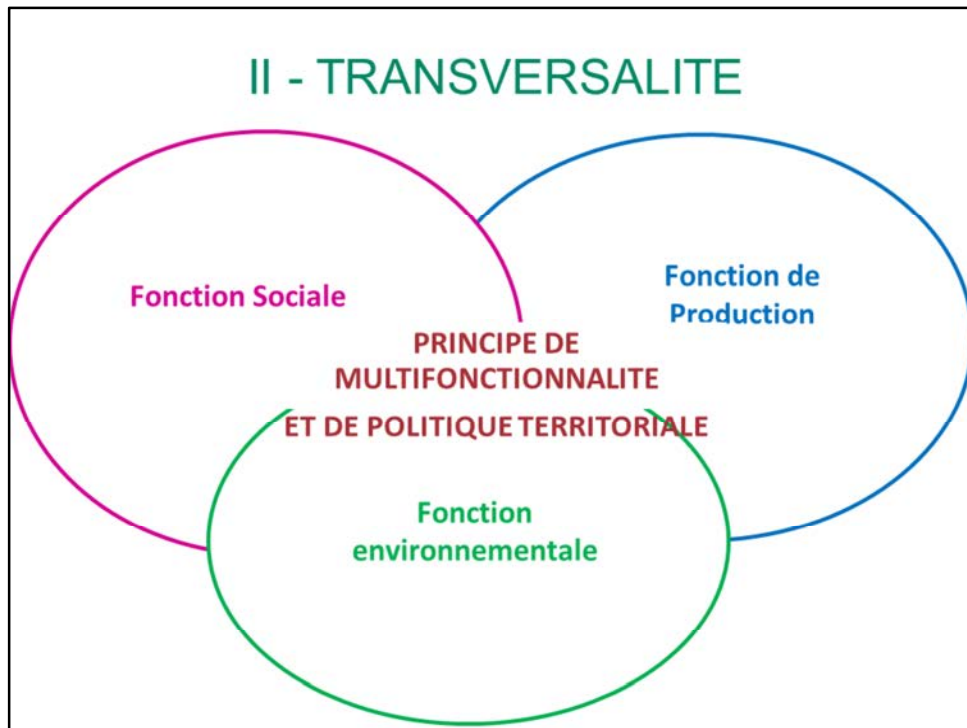 II - TRANSVERSALITE
Fonction Sociale
Fonction de
Production
PRINCIPE DE
MULTIFONCTIONNALITE
ET DE POLITIQUE TERRITORIALE
Fonction
environnementale